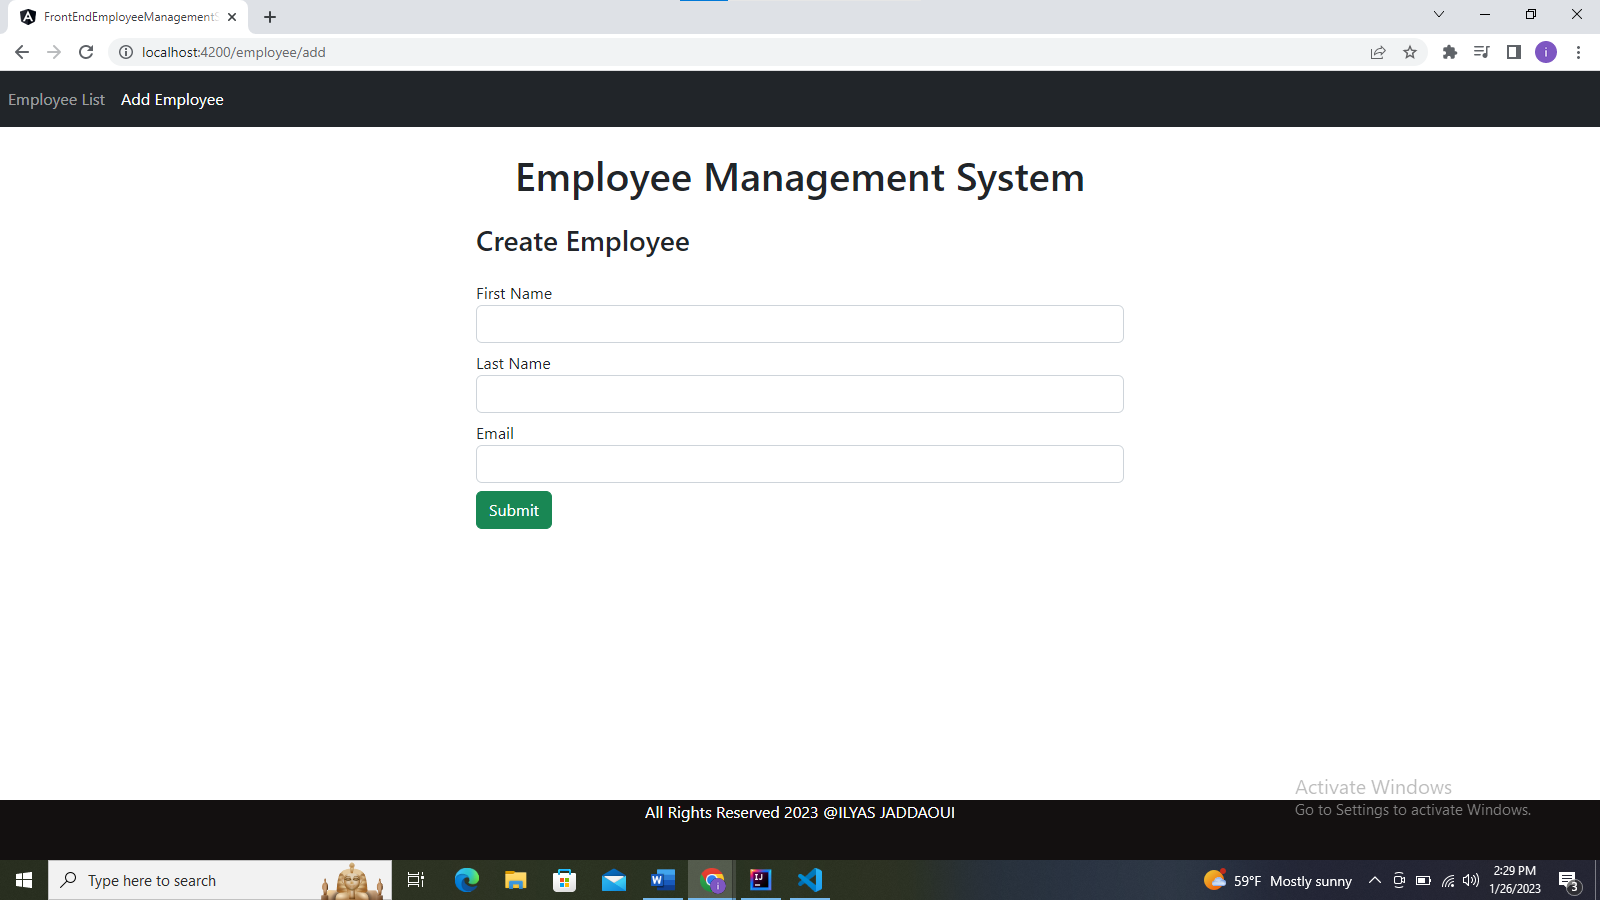 FrontEndEmployeeManagementS
localhost:4200/employee/add
i
Employee List Add Employee
Employee Management System
Create Employee
First Name
Last Name
Email
Submit
Activate Windows
Go to Settings to activate Windows.
All Rights Reserved 2023 @ILYAS JADDAOUI
Type here to search
W
i
IJ
59°F Mostly sunny
2:29 PM
1/26/2023
3